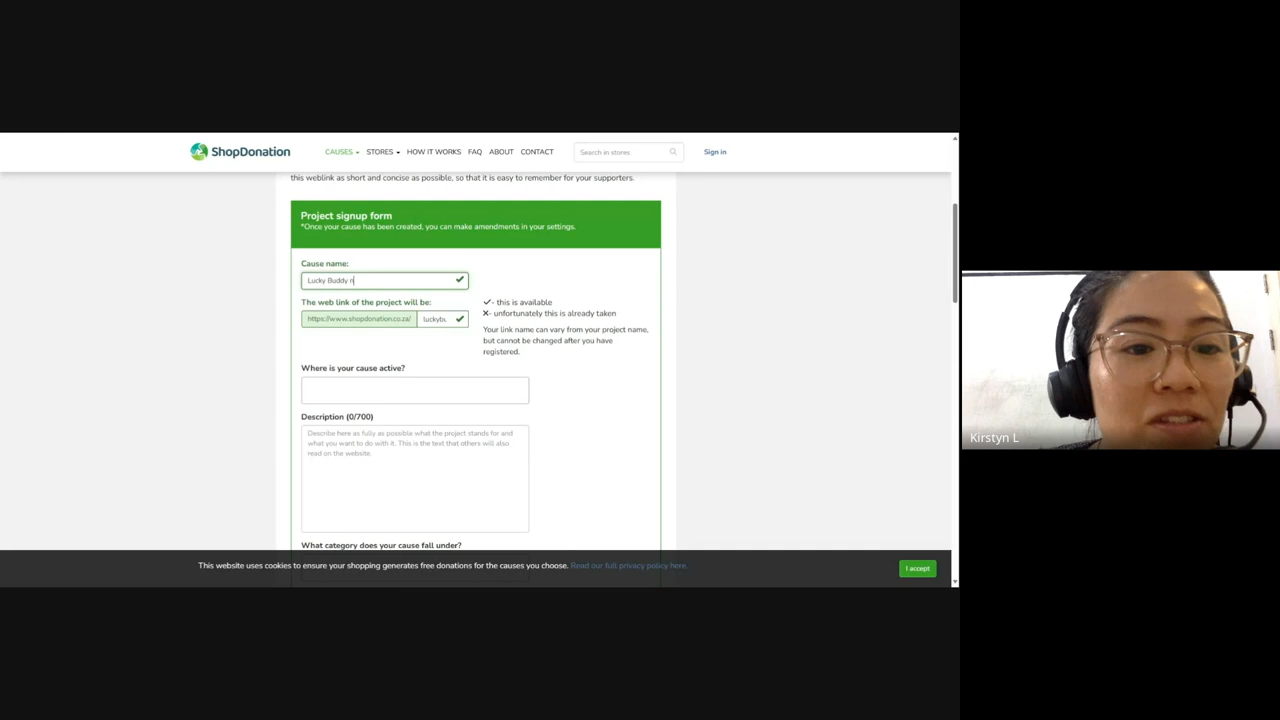 ShopDonation
CAUSES STORES HOW IT WORKS FAQ ABOUT CONTACT Search in stores Sign in
this weblink as short and concise as possible, so that it is easy to remember for your supporters.
Project signup form
*Once your cause has been created, you can make amendments in your settings.
Cause name:
Lucky Buddy n
The web link of the project will be:
https://www.shopdonation.co.za/ luckybu
✓- this is available
✕- unfortunately this is already taken
Your link name can vary from your project name,
but cannot be changed after you have
registered.
Where is your cause active?
Description (0/700)
Describe here as fully as possible what the project stands for and
what you want to do with it. This is the text that others will also
read on the website.
What category does your cause fall under?
This website uses cookies to ensure your shopping generates free donations for the causes you choose. Read our full privacy policy here.
I accept
Kirstyn L